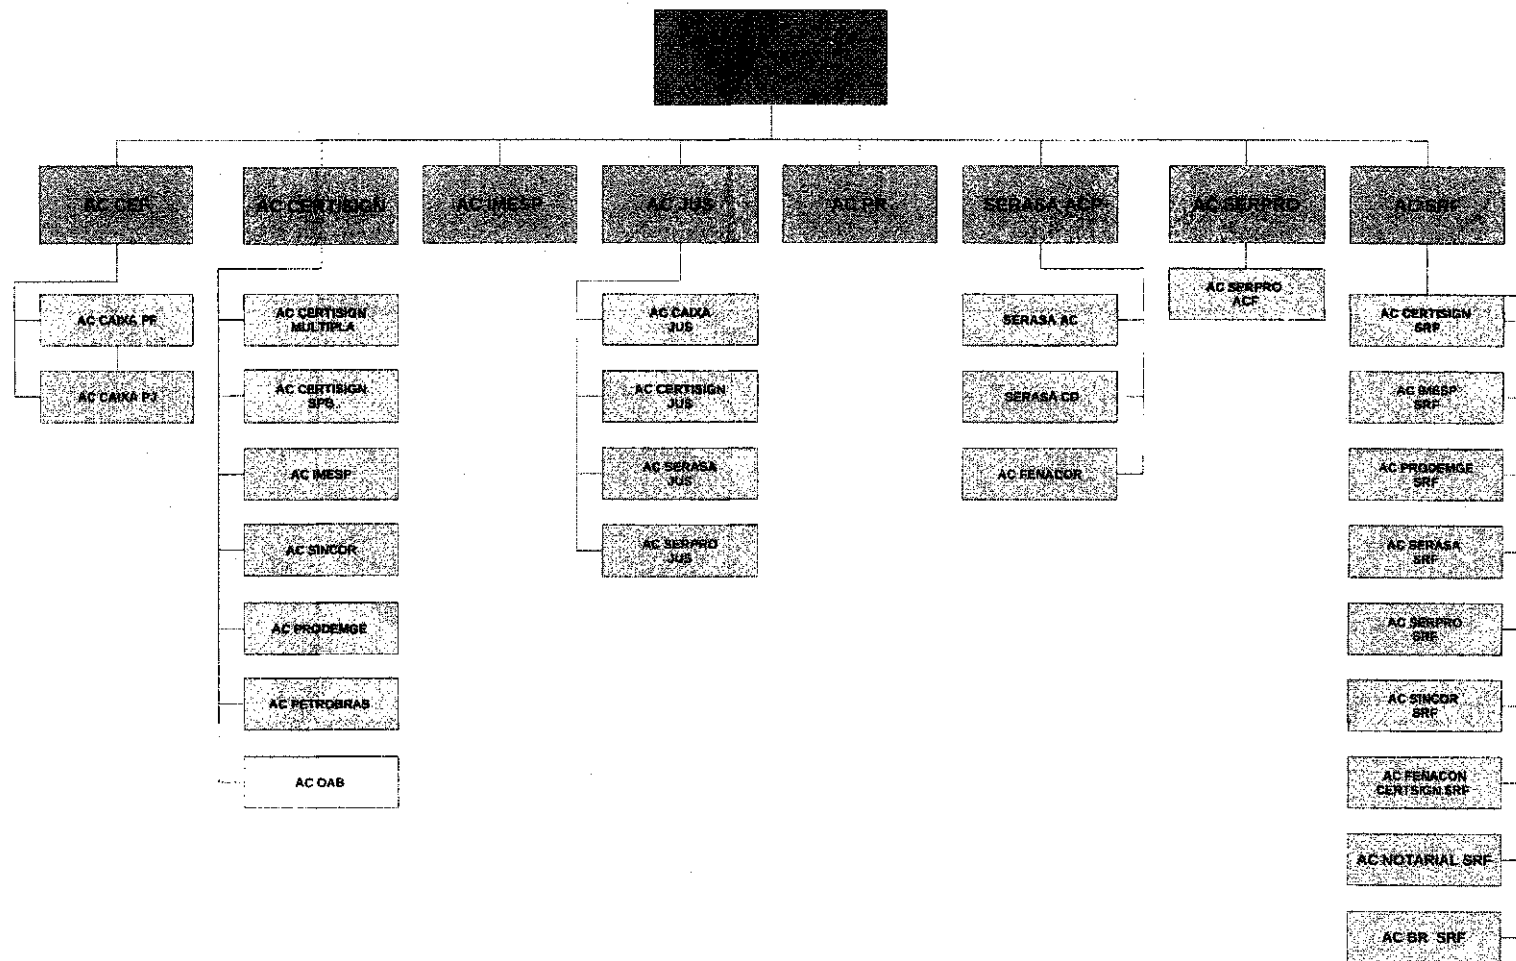 AC CEF
AC CERTISIGN
AC IMESP
AC JUS
AC PR
SERASA ACP
AC SERPRO
AC SRF
AC CAIXA PF
AC CAIXA PJ
AC CERTISIGN
MULTIPLA
AC CERTISIGN
SPB
AC IMESP
AC SINCOR
AC PRODEMGE
AC PETROBRAS
AC OAB
AC CAIXA
JUS
AC CERTISIGN
JUS
AC SERASA
JUS
AC SERPRO
JUS
SERASA AC
SERASA CD
AC FENACOR
AC SERPRO
ACF
AC CERTISIGN
SRF
AC IMESP
SRF
AC PRODEMGE
SRF
AC SERASA
SRF
AC SERPRO
SRF
AC SINCOR
SRF
AC FENACON
CERTSIGN SRF
AC NOTARIAL SRF
AC BR SRF